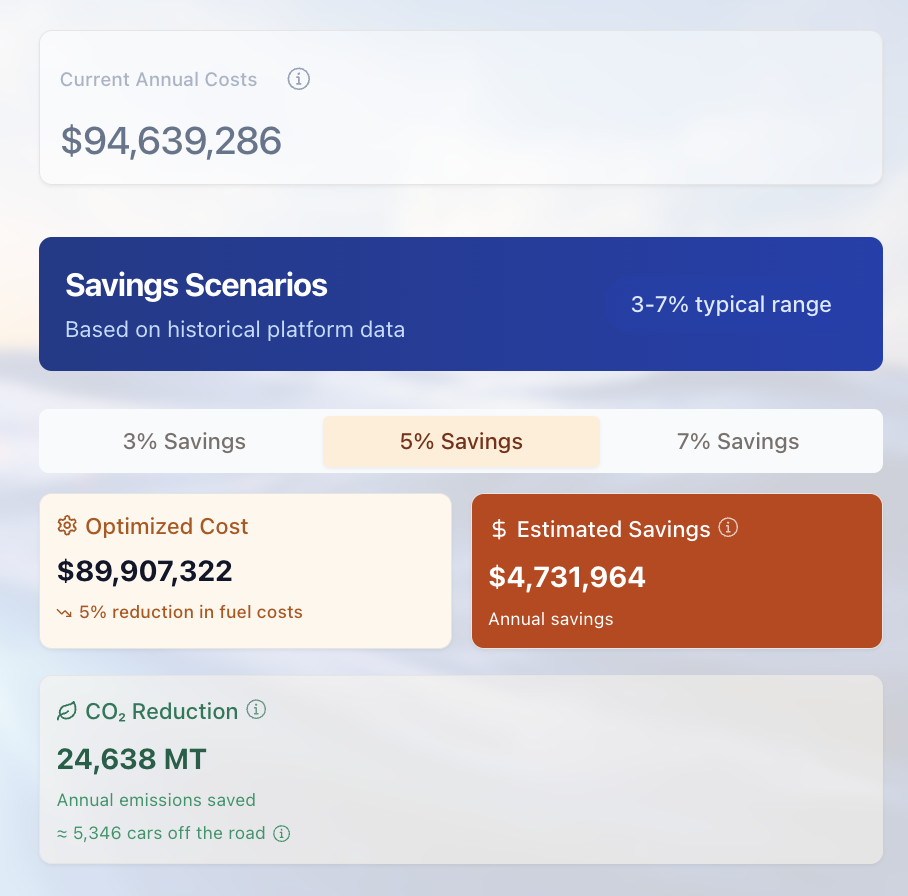 Current Annual Costs
$94,639,286
Savings Scenarios
Based on historical platform data
3-7% typical range
3% Savings
5% Savings
7% Savings
Optimized Cost
$89,907,322
5% reduction in fuel costs
$ Estimated Savings
$4,731,964
Annual savings
CO₂ Reduction
24,638 MT
Annual emissions saved
≈ 5,346 cars off the road